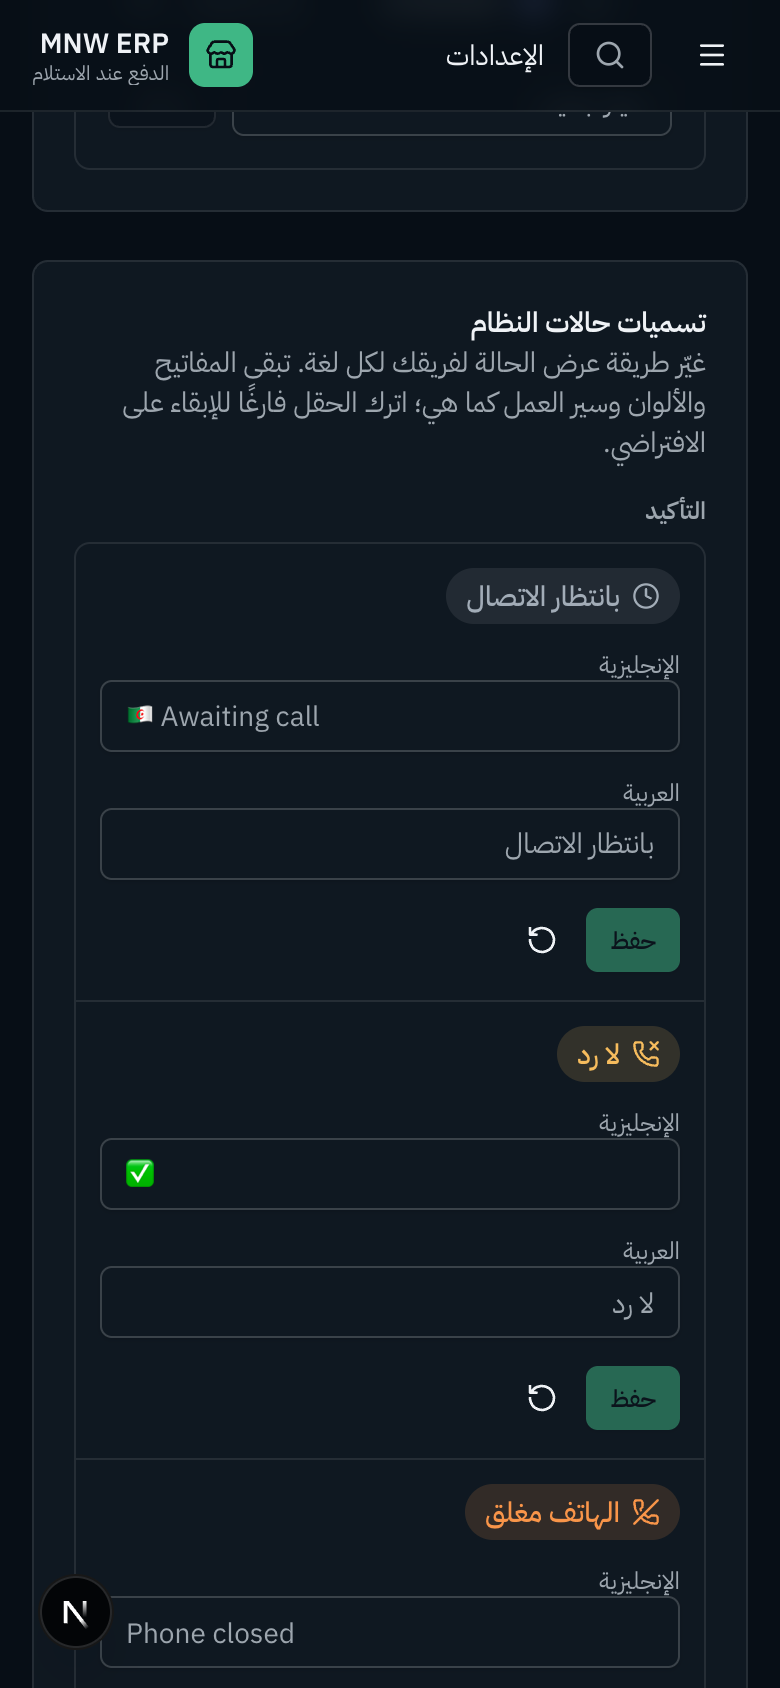 MNW ERP
الدفع عند الاستلام
الإعدادات
تسميات حالات النظام
غيّر طريقة عرض الحالة لفريقك لكل لغة. تبقى المفاتيح
والألوان وسير العمل كما هي؛ اترك الحقل فارغًا للإبقاء على
الافتراضي.
التأكيد
بانتظار الاتصال
الإنجليزية
🇩🇿 Awaiting call
العربية
بانتظار الاتصال
حفظ
لا رد
الإنجليزية
✅
العربية
لا رد
حفظ
الهاتف مغلق
الإنجليزية
Phone closed
N